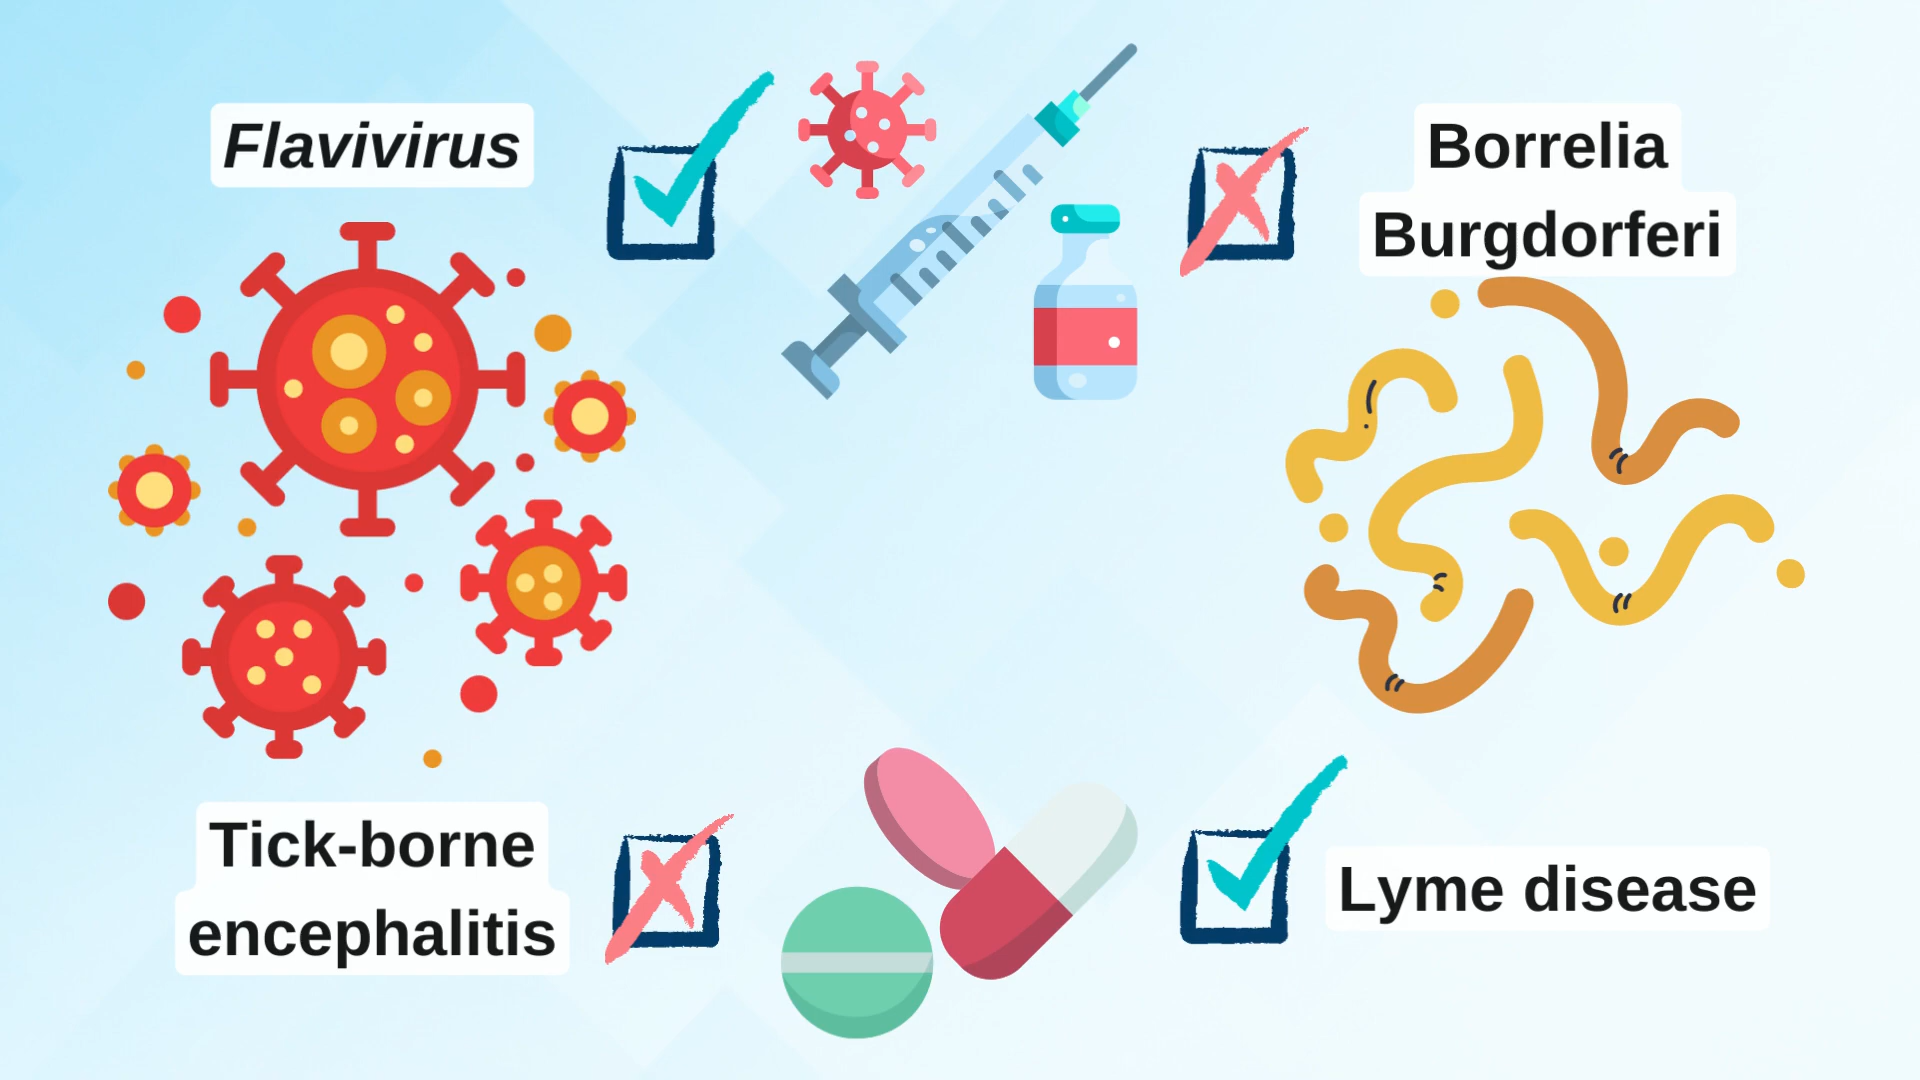 Flavivirus
Borrelia
Burgdorferi
Tick-borne
encephalitis
Lyme disease